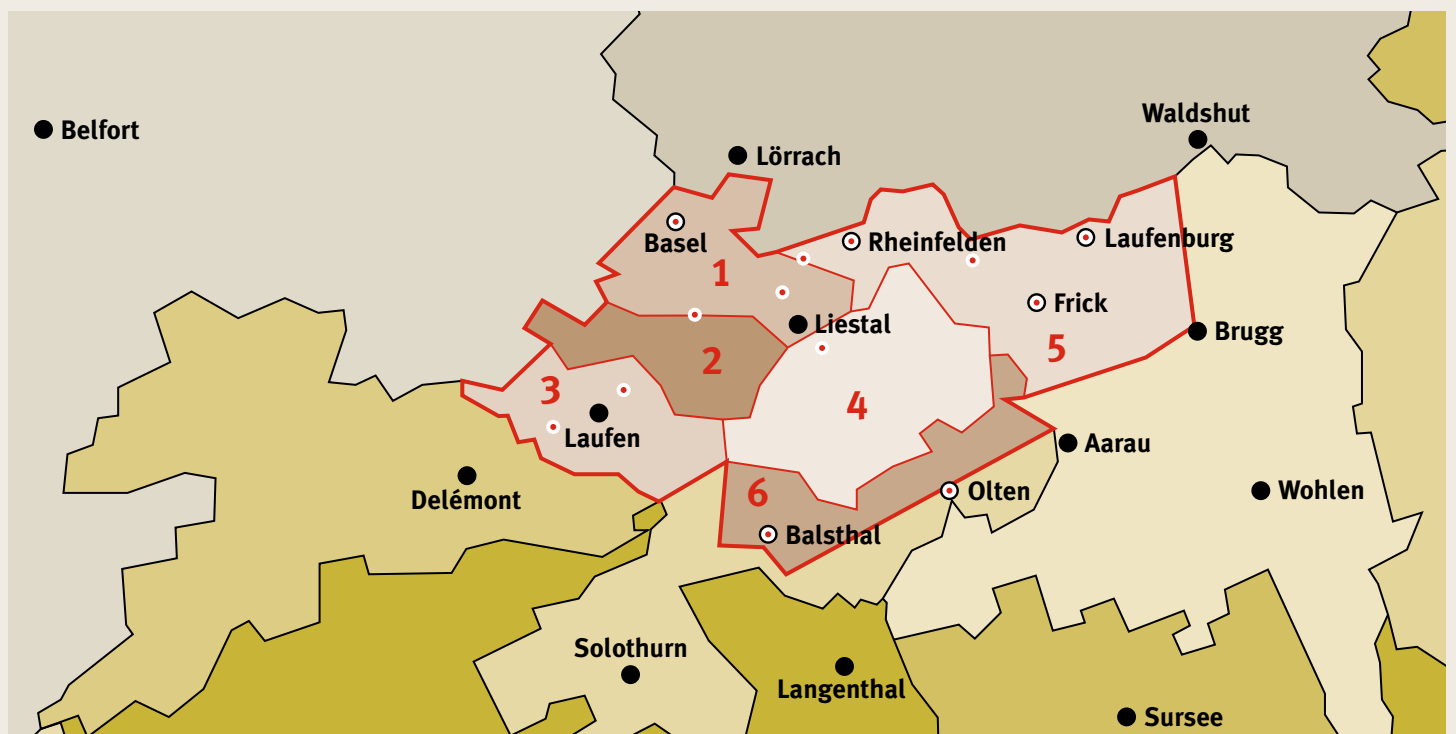 Waldshut
Belfort
Lörrach
Basel
Rheinfelden
Laufenburg
1
Frick
Liestal
Brugg
2
5
3
4
Laufen
Aarau
Delémont
6
Olten
Wohlen
Balsthal
Solothurn
Langenthal
Sursee